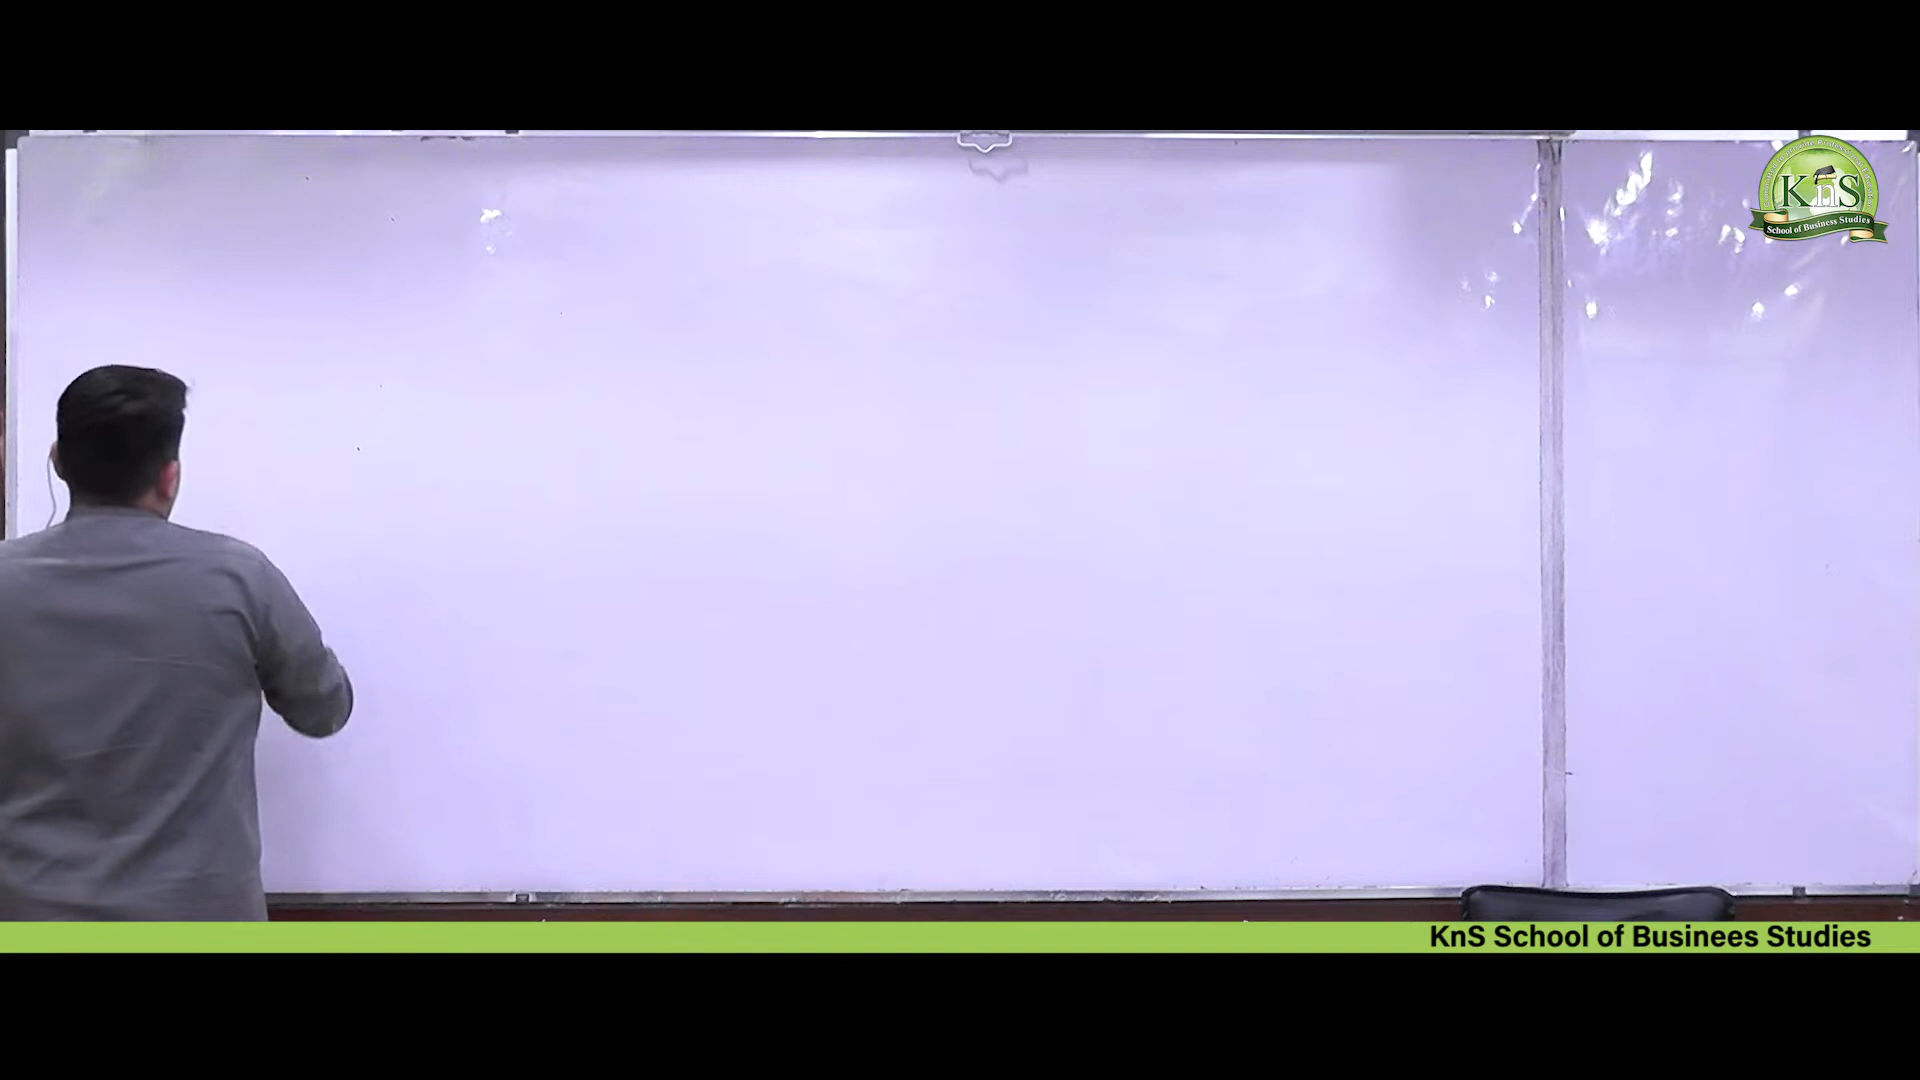 KnS
School of Business Studies
KnS School of Businees Studies